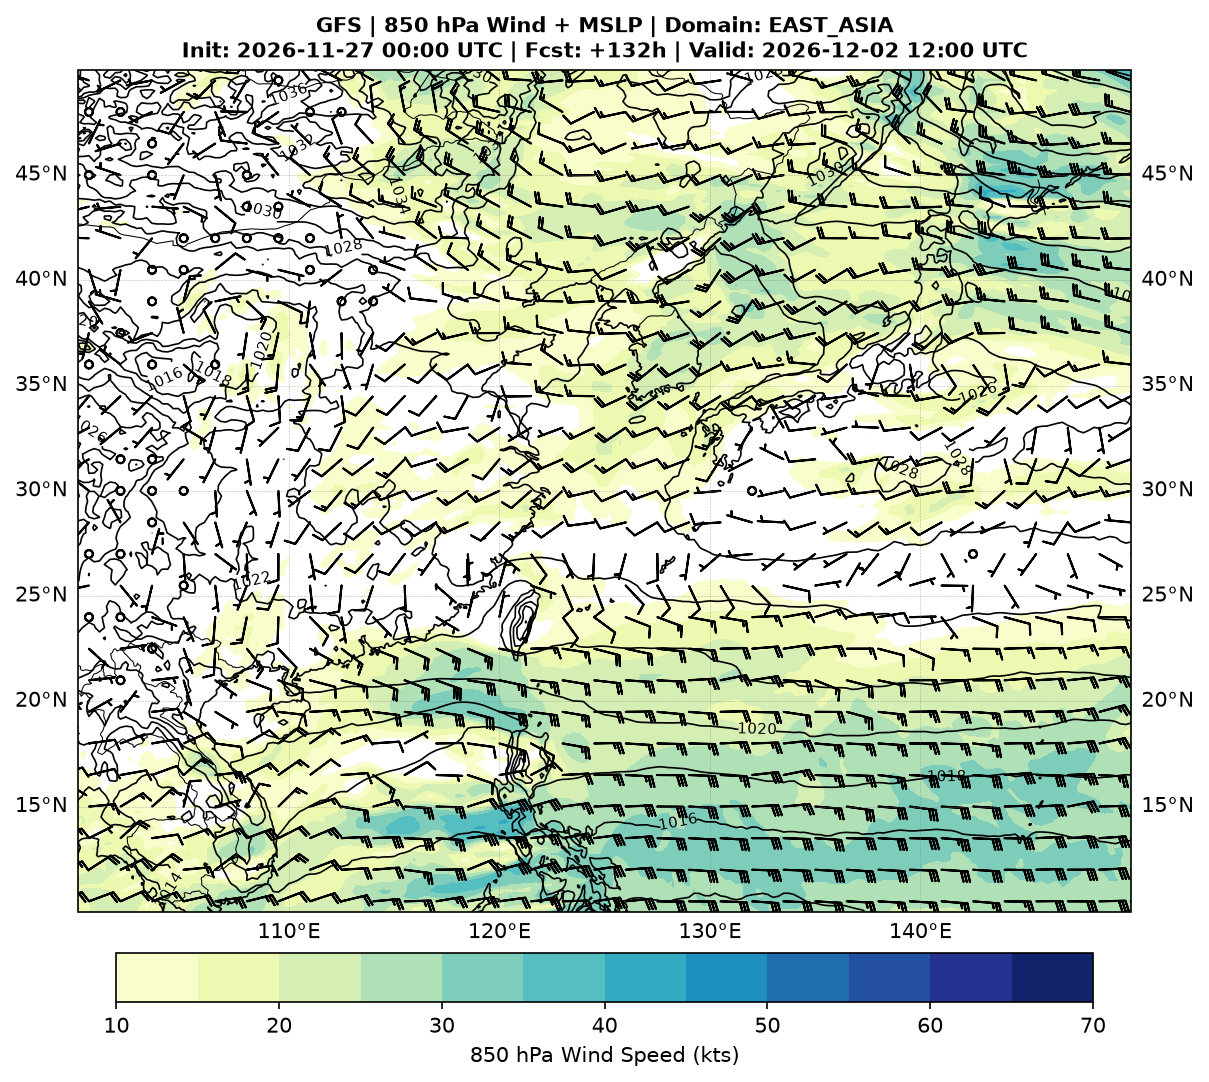 GFS | 850 hPa Wind + MSLP | Domain: EAST_ASIA
Init: 2026-11-27 00:00 UTC | Fcst: +132h | Valid: 2026-12-02 12:00 UTC
1036
1030
45°N 45°N
1030
1028
40°N 40°N
1020
1016 1018
35°N 35°N
1026
1028 1028
30°N 30°N
1022
25°N 25°N
20°N 20°N
1020
1018
15°N 15°N
1016
1014
110°E 120°E 130°E 140°E
10 20 30 40 50 60 70
850 hPa Wind Speed (kts)